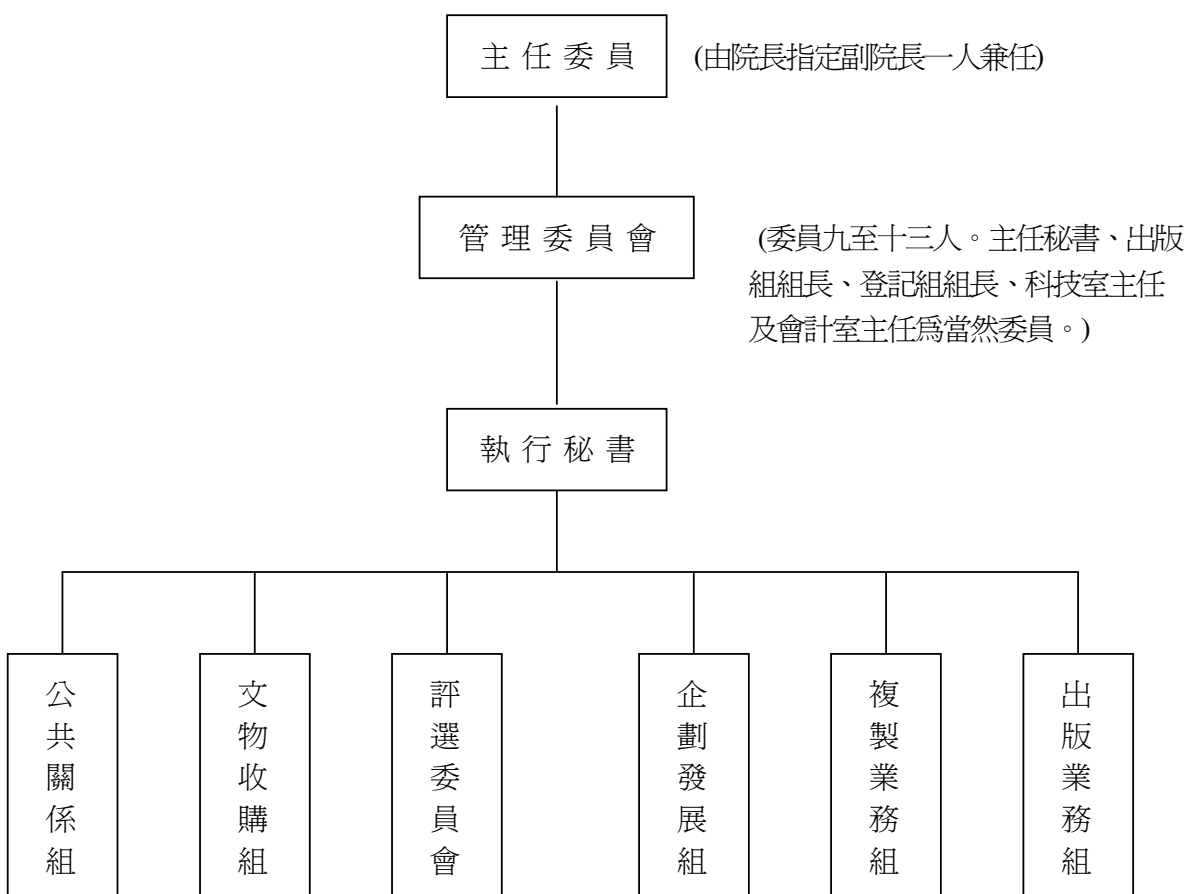 主任委員 (由院長指定副院長一人兼任)
管理委員會 (委員九至十三人。主任秘書、出版
組組長、登記組組長、科技室主任
及會計室主任為當然委員。)
執行秘書
公共關係組
文物收購組
評選委員會
企劃發展組
複製業務組
出版業務組